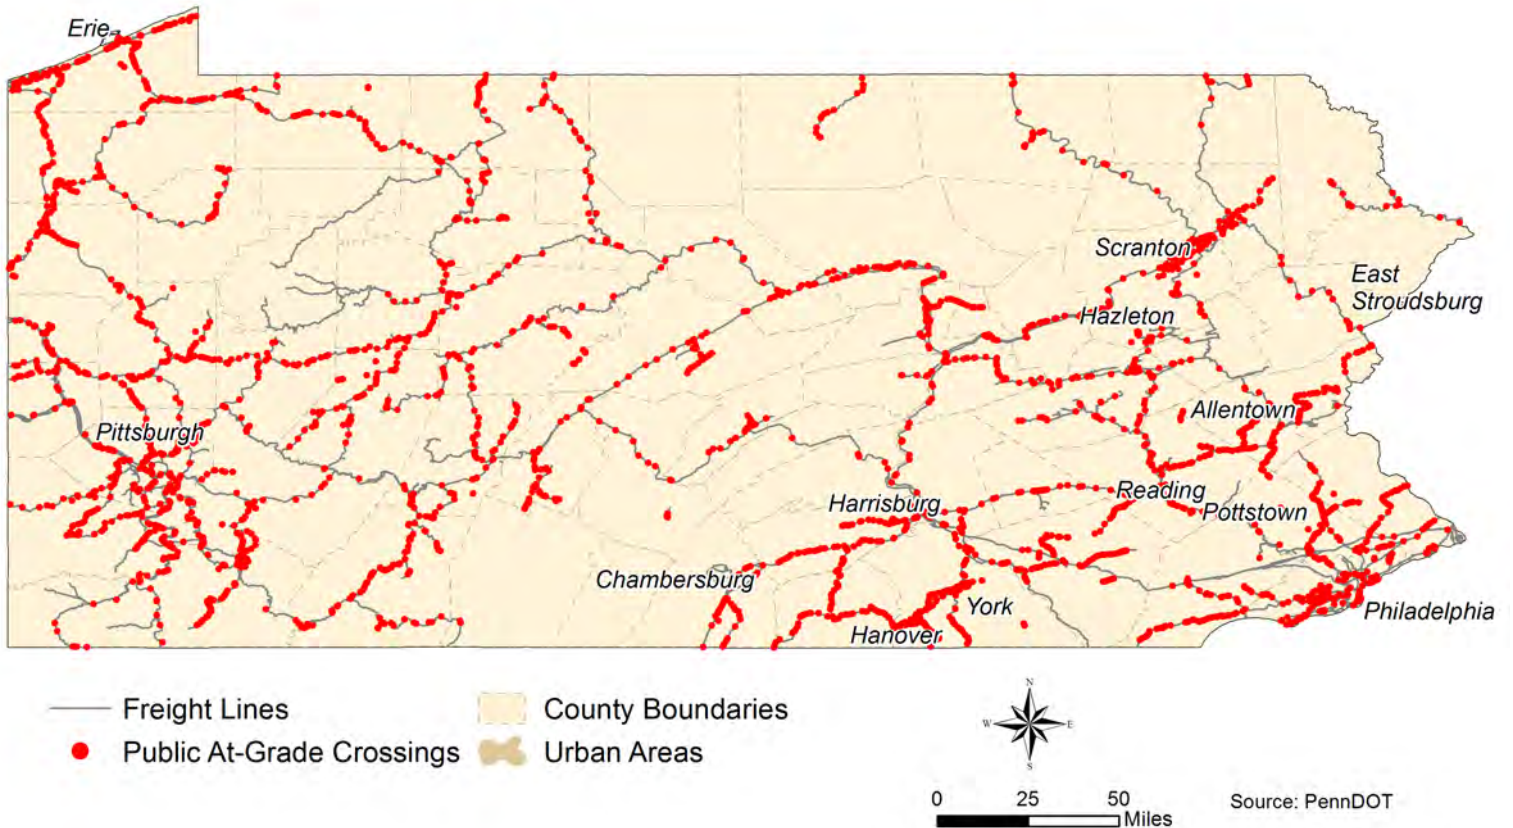 Erie
Scranton
East
Stroudsburg
Hazleton
Allentown
Pittsburgh
Reading
Harrisburg
Pottstown
Chambersburg
York
Philadelphia
Hanover
Freight Lines
County Boundaries
Public At-Grade Crossings
Urban Areas
N
W
E
S
0 25 50
Miles
Source: PennDOT